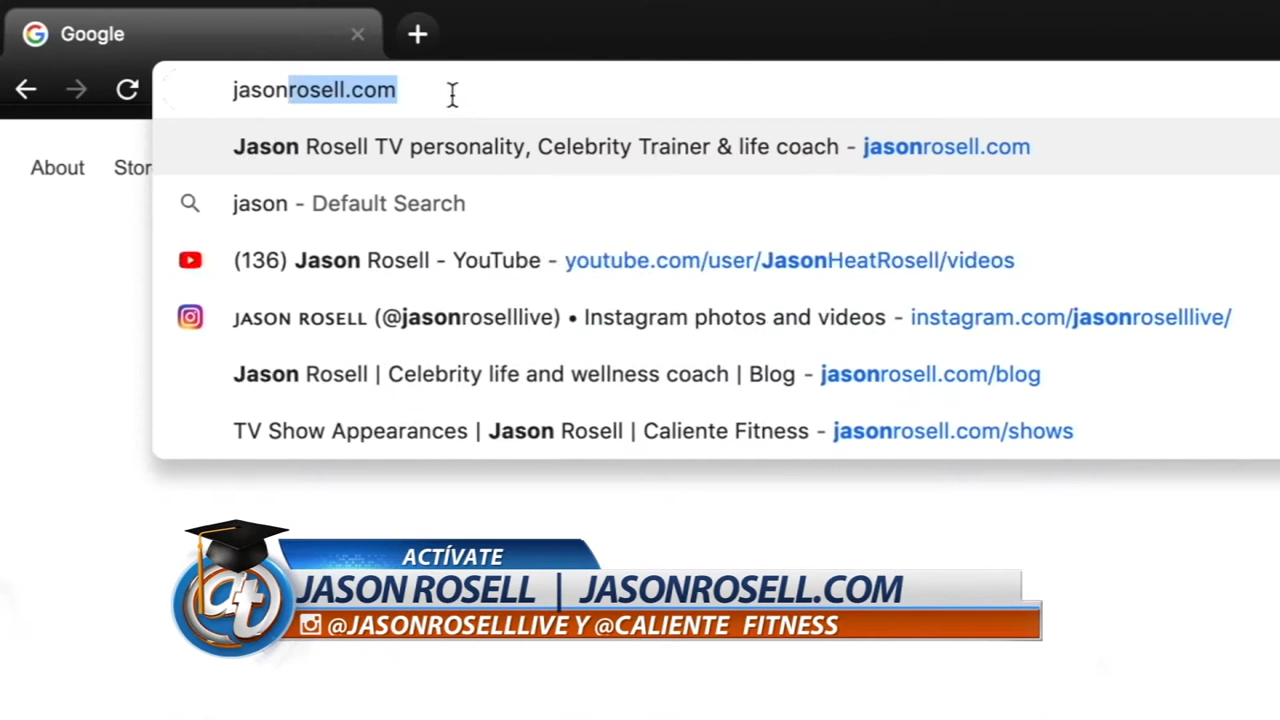 Google
jasonrosell.com
Jason Rosell TV personality, Celebrity Trainer & life coach - jasonrosell.com
About Stor
jason - Default Search
(136) Jason Rosell - YouTube - youtube.com/user/JasonHeatRosell/videos
JASON ROSELL (@jasonroselllive) • Instagram photos and videos - instagram.com/jasonroselllive/
Jason Rosell | Celebrity life and wellness coach | Blog - jasonrosell.com/blog
TV Show Appearances | Jason Rosell | Caliente Fitness - jasonrosell.com/shows
ACTÍVATE
at
JASON ROSELL | JASONROSELL.COM
@JASONROSELLLIVE Y @CALIENTE FITNESS